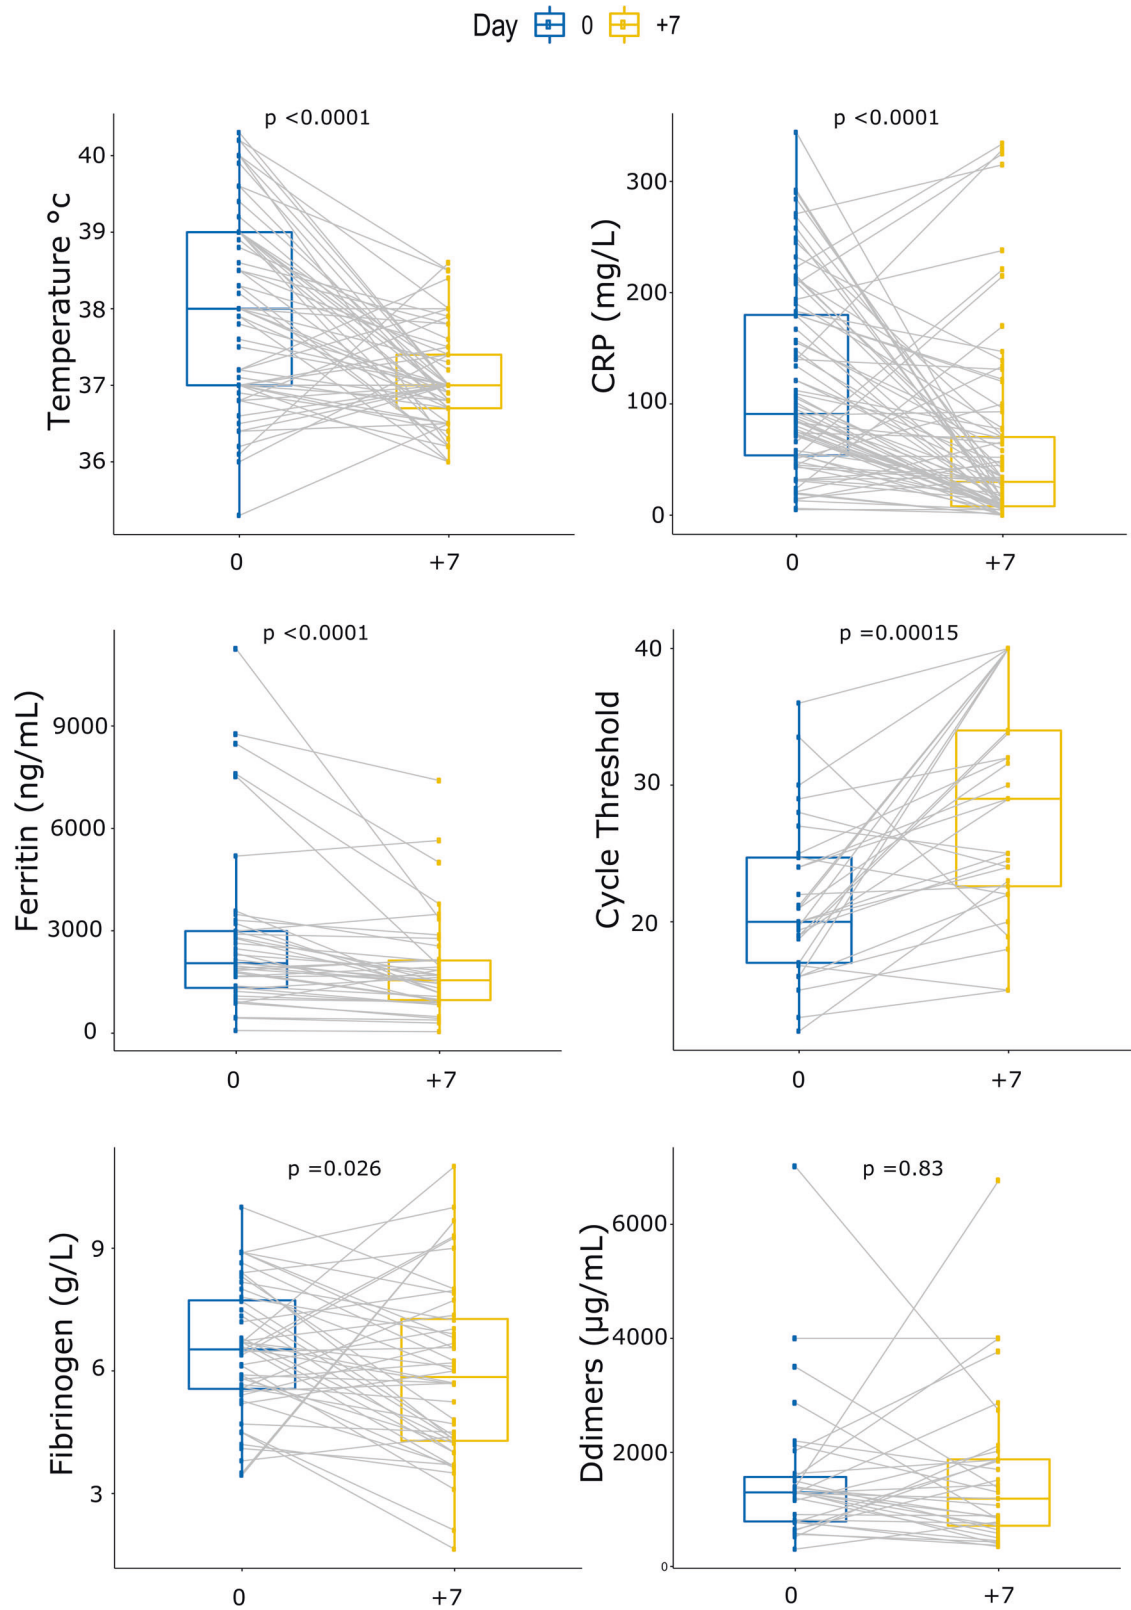 Day 0 +7
p <0.0001
Temperature °c
40
39
38
37
36
0 +7
p <0.0001
CRP (mg/L)
300
200
100
0
0 +7
p <0.0001
Ferritin (ng/mL)
9000
6000
3000
0
0 +7
p =0.00015
Cycle Threshold
40
30
20
0 +7
p =0.026
Fibrinogen (g/L)
9
6
3
0 +7
p =0.83
Ddimers (µg/mL)
6000
4000
2000
0
0 +7